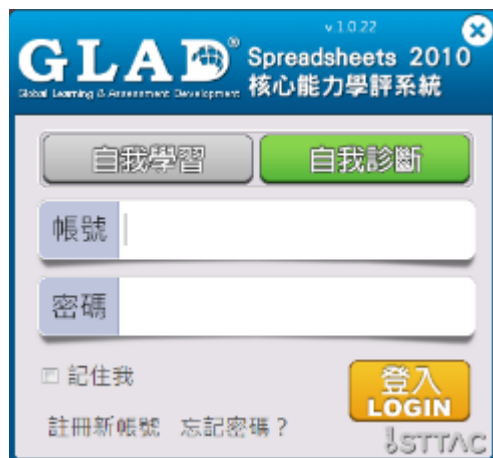 v.1.0.22
GLAD® Spreadsheets 2010
Global Learning & Assessment Development 核心能力學評系統
自我學習 自我診斷
帳號
密碼
記住我
登入
LOGIN
註冊新帳號 忘記密碼？
STTAC